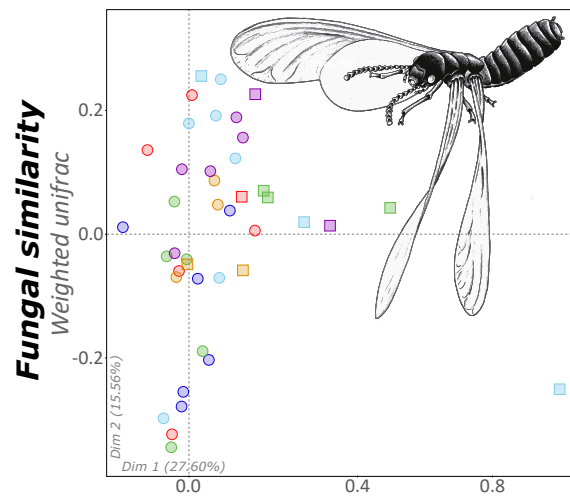 Fungal similarity
Weighted unifrac
0.2
0.0
-0.2
Dim 2 (15.56%)
Dim 1 (27.60%)
0.0
0.4
0.8